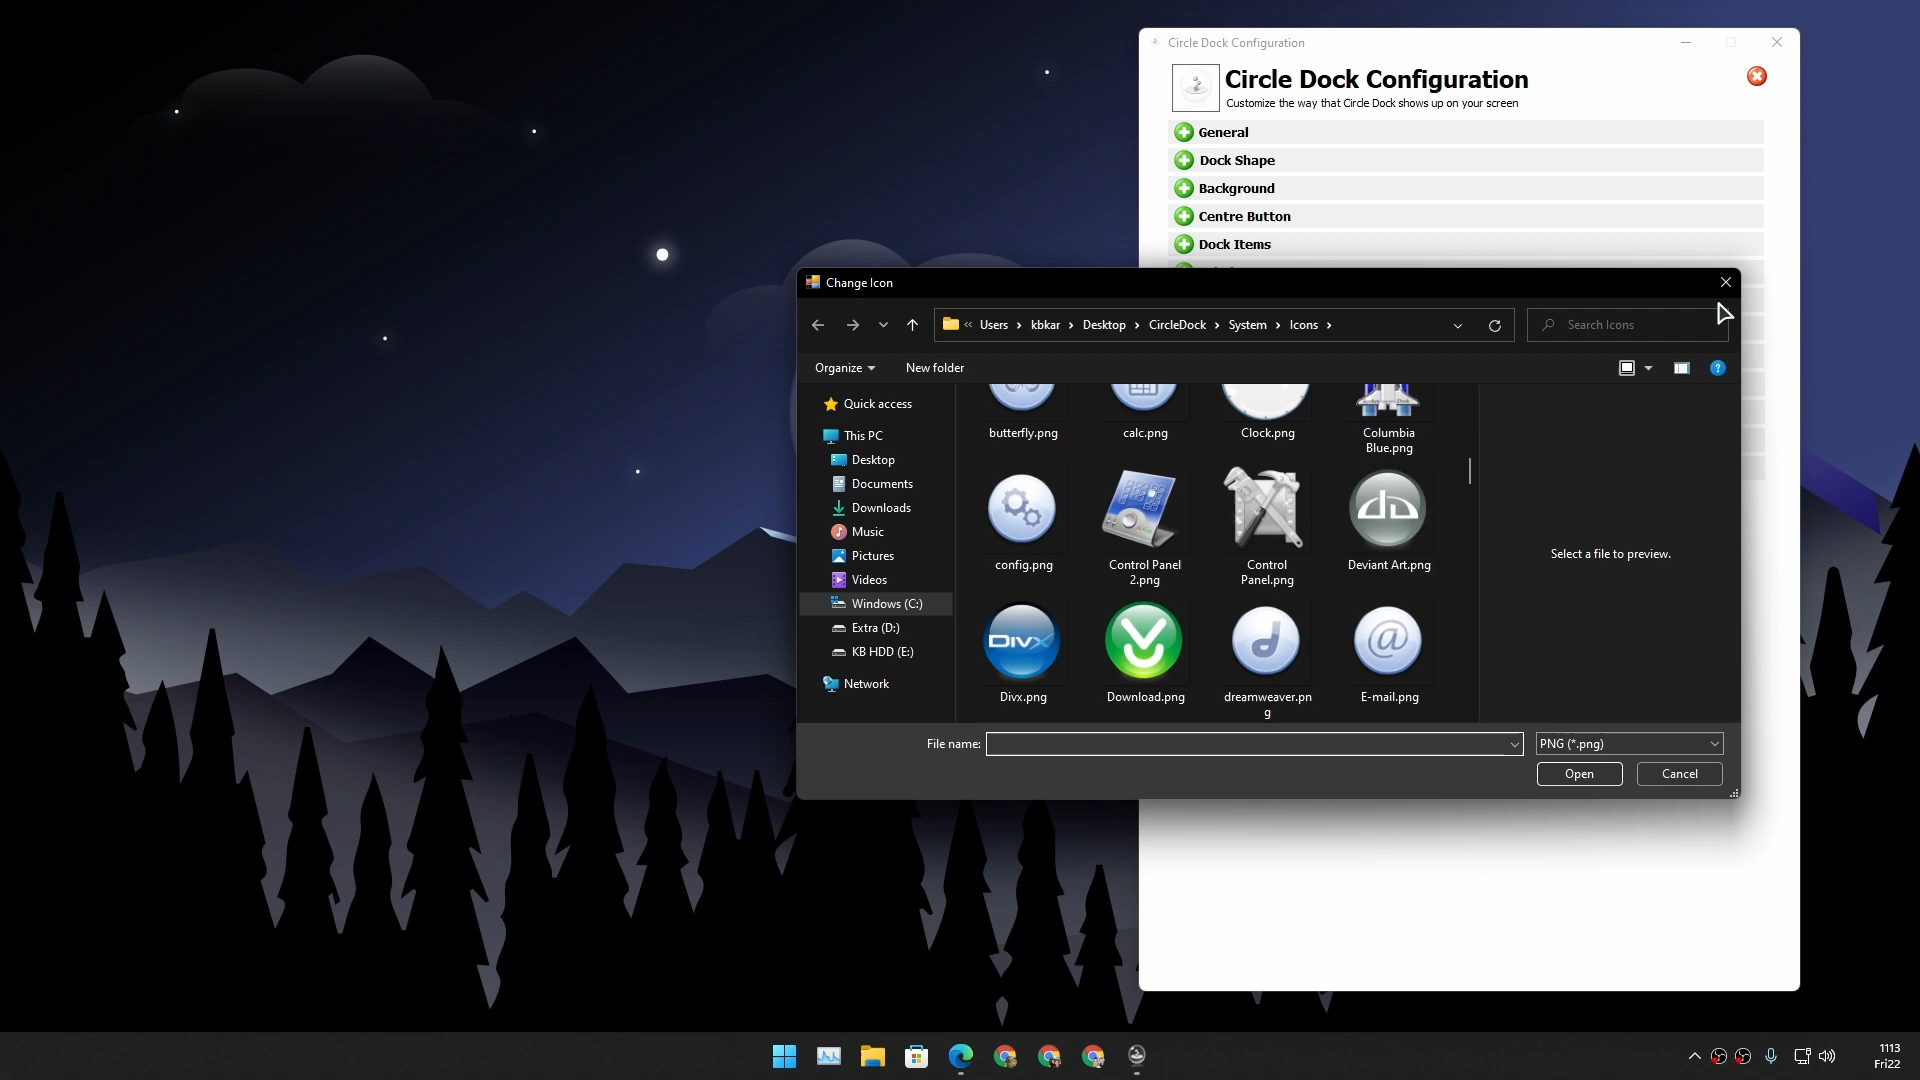 Circle Dock Configuration
Circle Dock Configuration
Customize the way that Circle Dock shows up on your screen
General
Dock Shape
Background
Centre Button
Dock Items
Change Icon
« Users › kbkar › Desktop › CircleDock › System › Icons ›
Search Icons
Organize
New folder
Quick access
This PC
Desktop
Documents
Downloads
Music
Pictures
Videos
Windows (C:)
Extra (D:)
KB HDD (E:)
Network
butterfly.png
calc.png
Clock.png
Columbia
Blue.png
config.png
Control Panel
2.png
Control
Panel.png
Deviant Art.png
DIVX
Divx.png
Download.png
dreamweaver.pn
g
E-mail.png
Select a file to preview.
File name:
PNG (*.png)
Open
Cancel
1113
Fri22